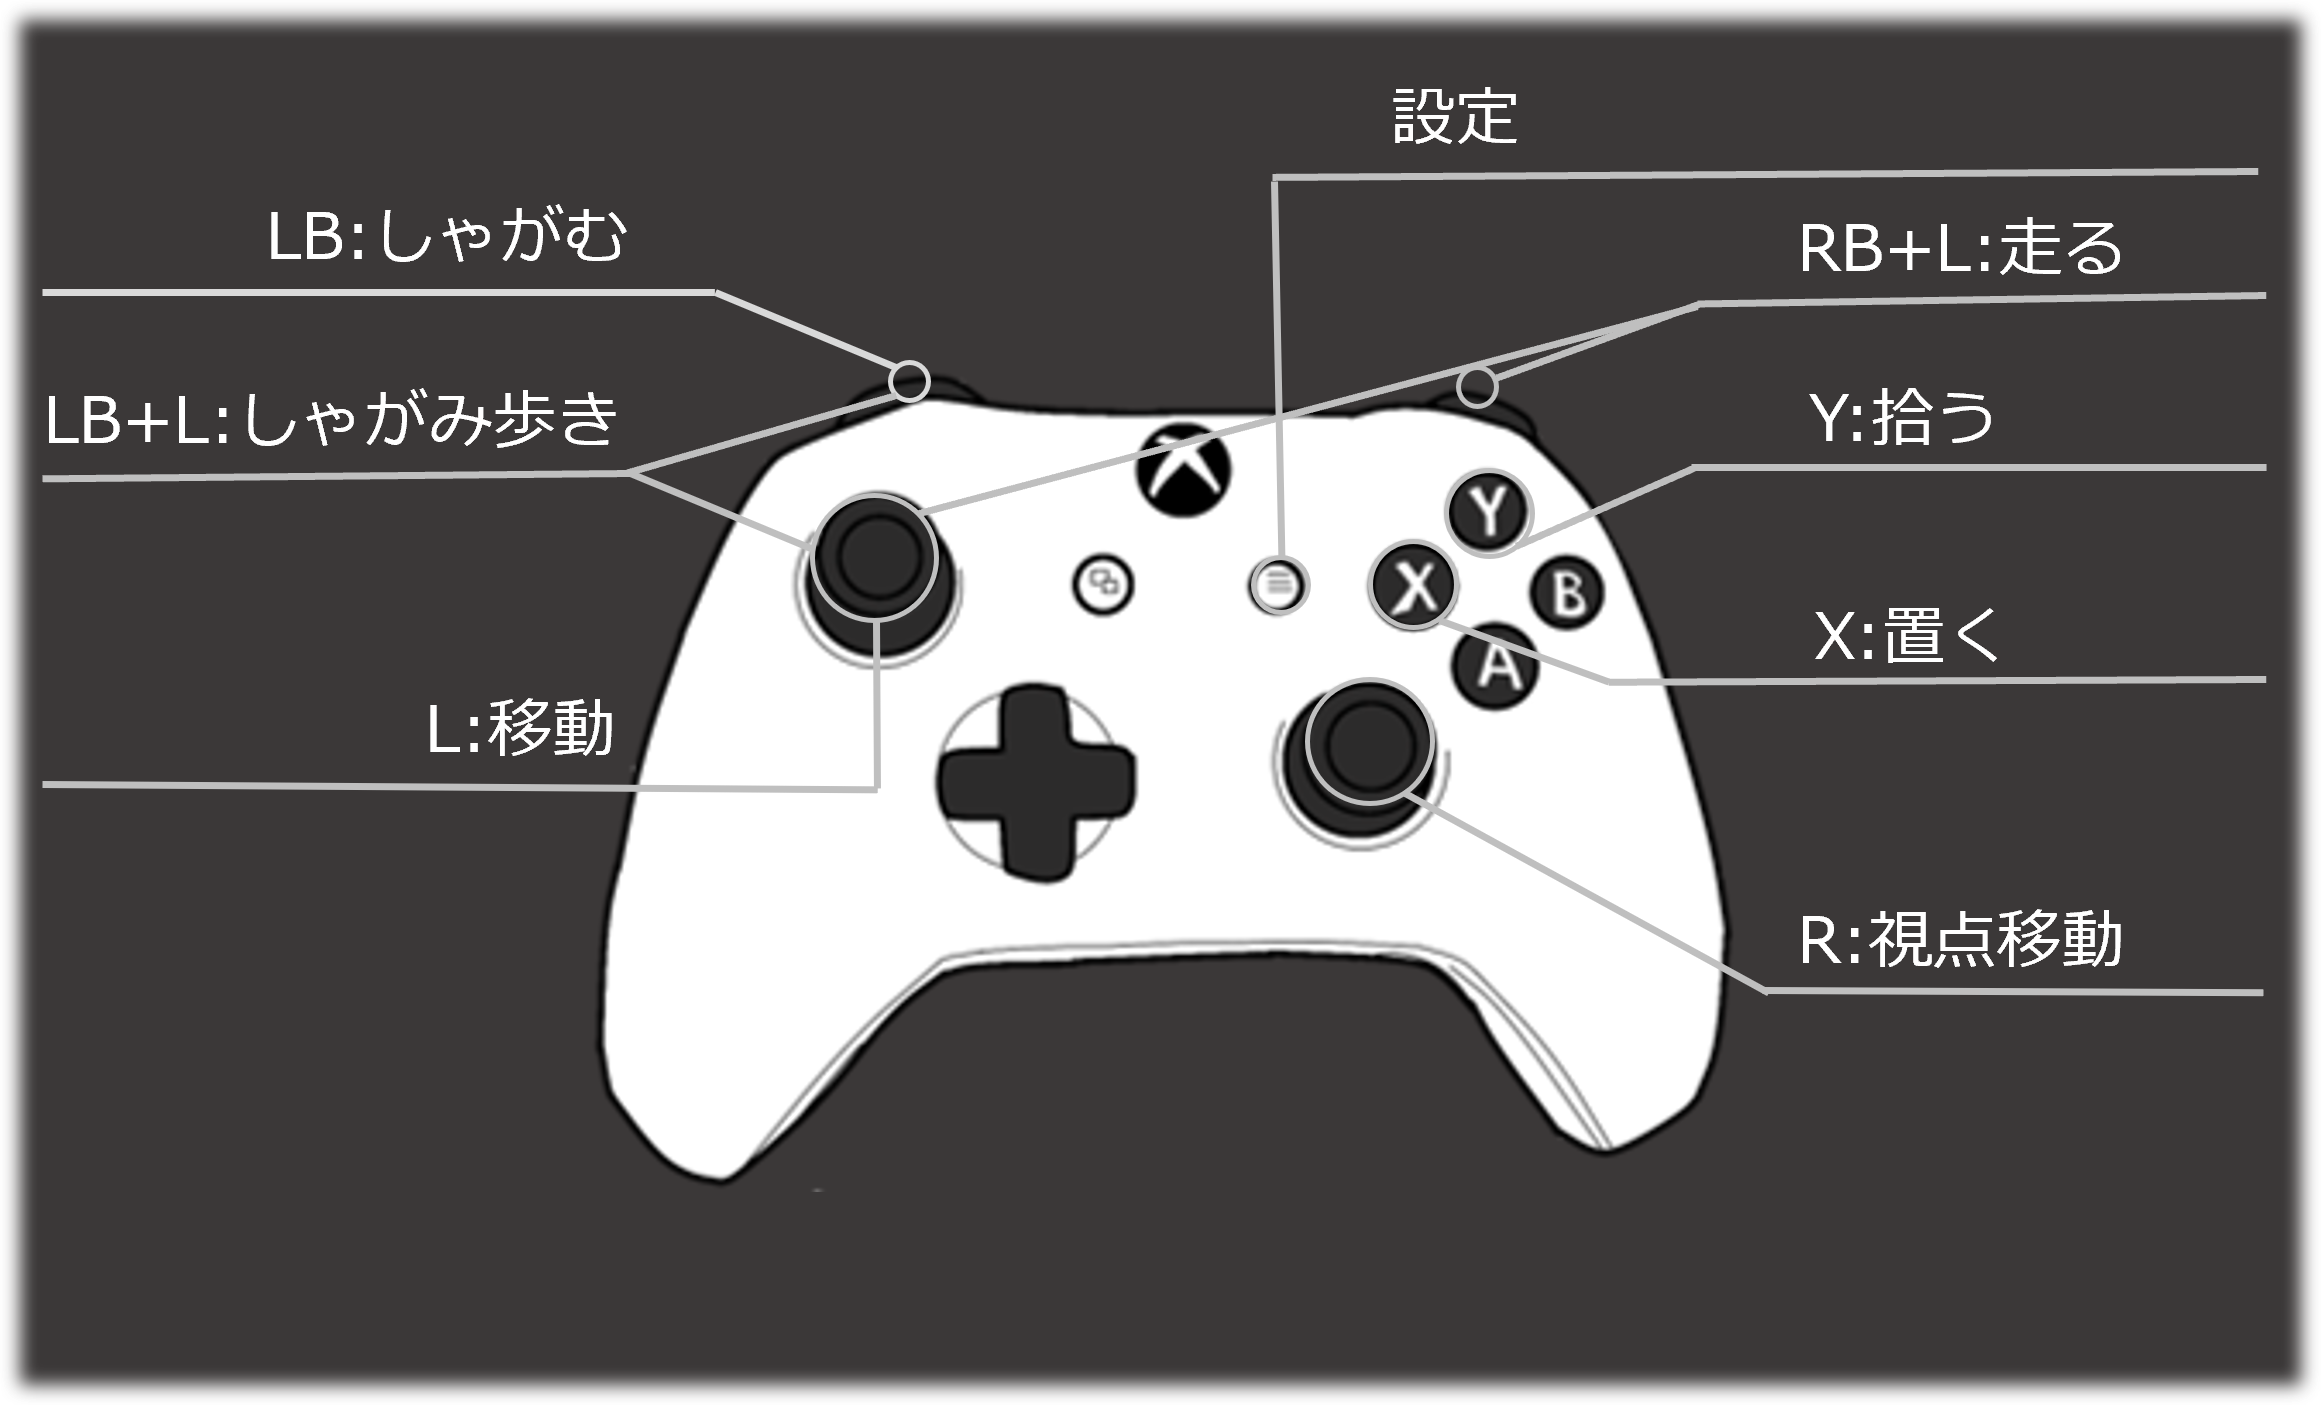 設定
LB:しゃがむ
RB+L:走る
LB+L:しゃがみ歩き
Y:拾う
Y
X
B
A
X:置く
L:移動
R:視点移動